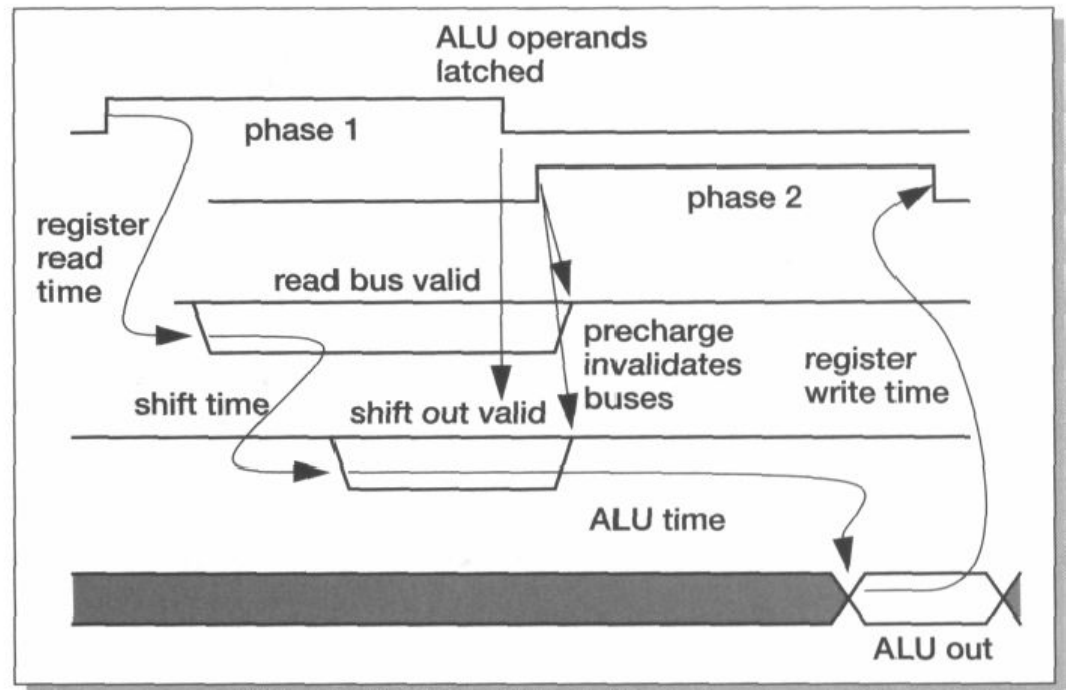 ALU operands
latched
phase 1
phase 2
register
read
time
read bus valid
precharge
invalidates
buses
register
write time
shift time
shift out valid
ALU time
ALU out